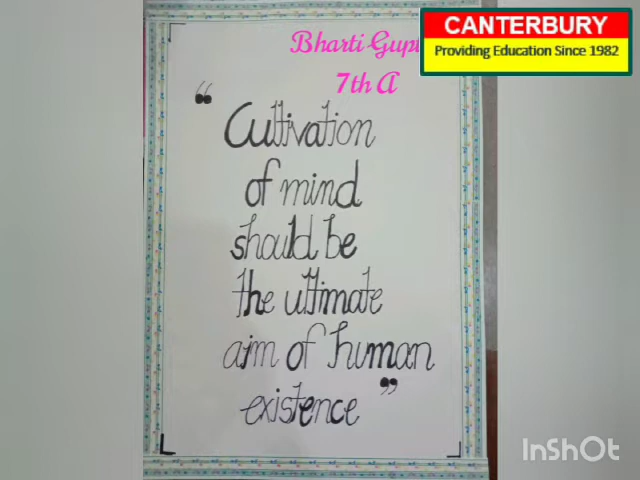 CANTERBURY
Providing Education Since 1982
Bharti Gupt
7th A
“Cultivation
of mind
should be
the ultimate
aim of human
existence”
InShOt